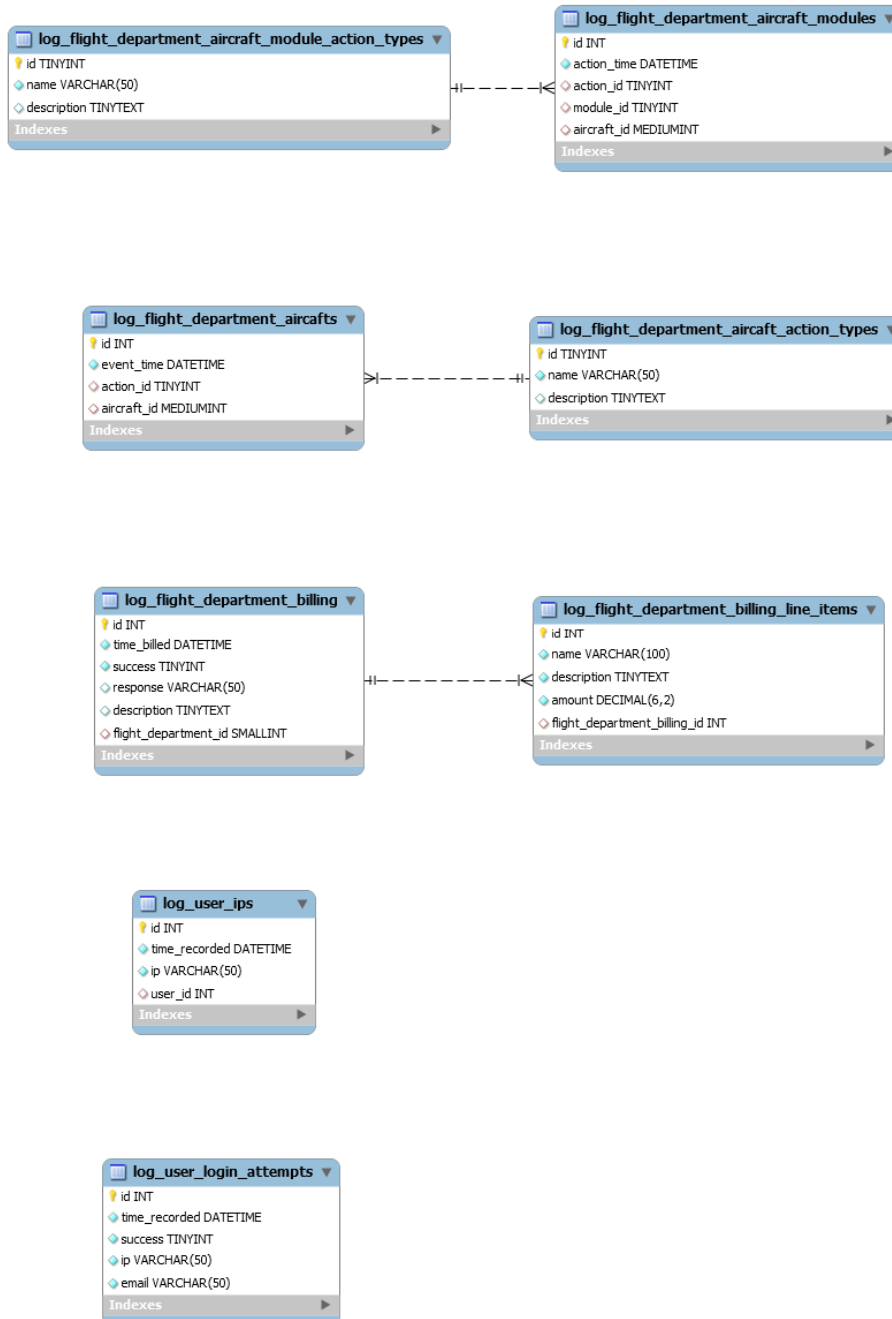 log_flight_department_aircraft_module_action_types
id TINYINT
name VARCHAR(50)
description TINYTEXT
Indexes
log_flight_department_aircraft_modules
id INT
action_time DATETIME
action_id TINYINT
module_id TINYINT
aircraft_id MEDIUMINT
Indexes
log_flight_department_aircafts
id INT
event_time DATETIME
action_id TINYINT
aircraft_id MEDIUMINT
Indexes
log_flight_department_aircaft_action_types
id TINYINT
name VARCHAR(50)
description TINYTEXT
Indexes
log_flight_department_billing
id INT
time_billed DATETIME
success TINYINT
response VARCHAR(50)
description TINYTEXT
flight_department_id SMALLINT
Indexes
log_flight_department_billing_line_items
id INT
name VARCHAR(100)
description TINYTEXT
amount DECIMAL(6,2)
flight_department_billing_id INT
Indexes
log_user_ips
id INT
time_recorded DATETIME
ip VARCHAR(50)
user_id INT
Indexes
log_user_login_attempts
id INT
time_recorded DATETIME
success TINYINT
ip VARCHAR(50)
email VARCHAR(50)
Indexes